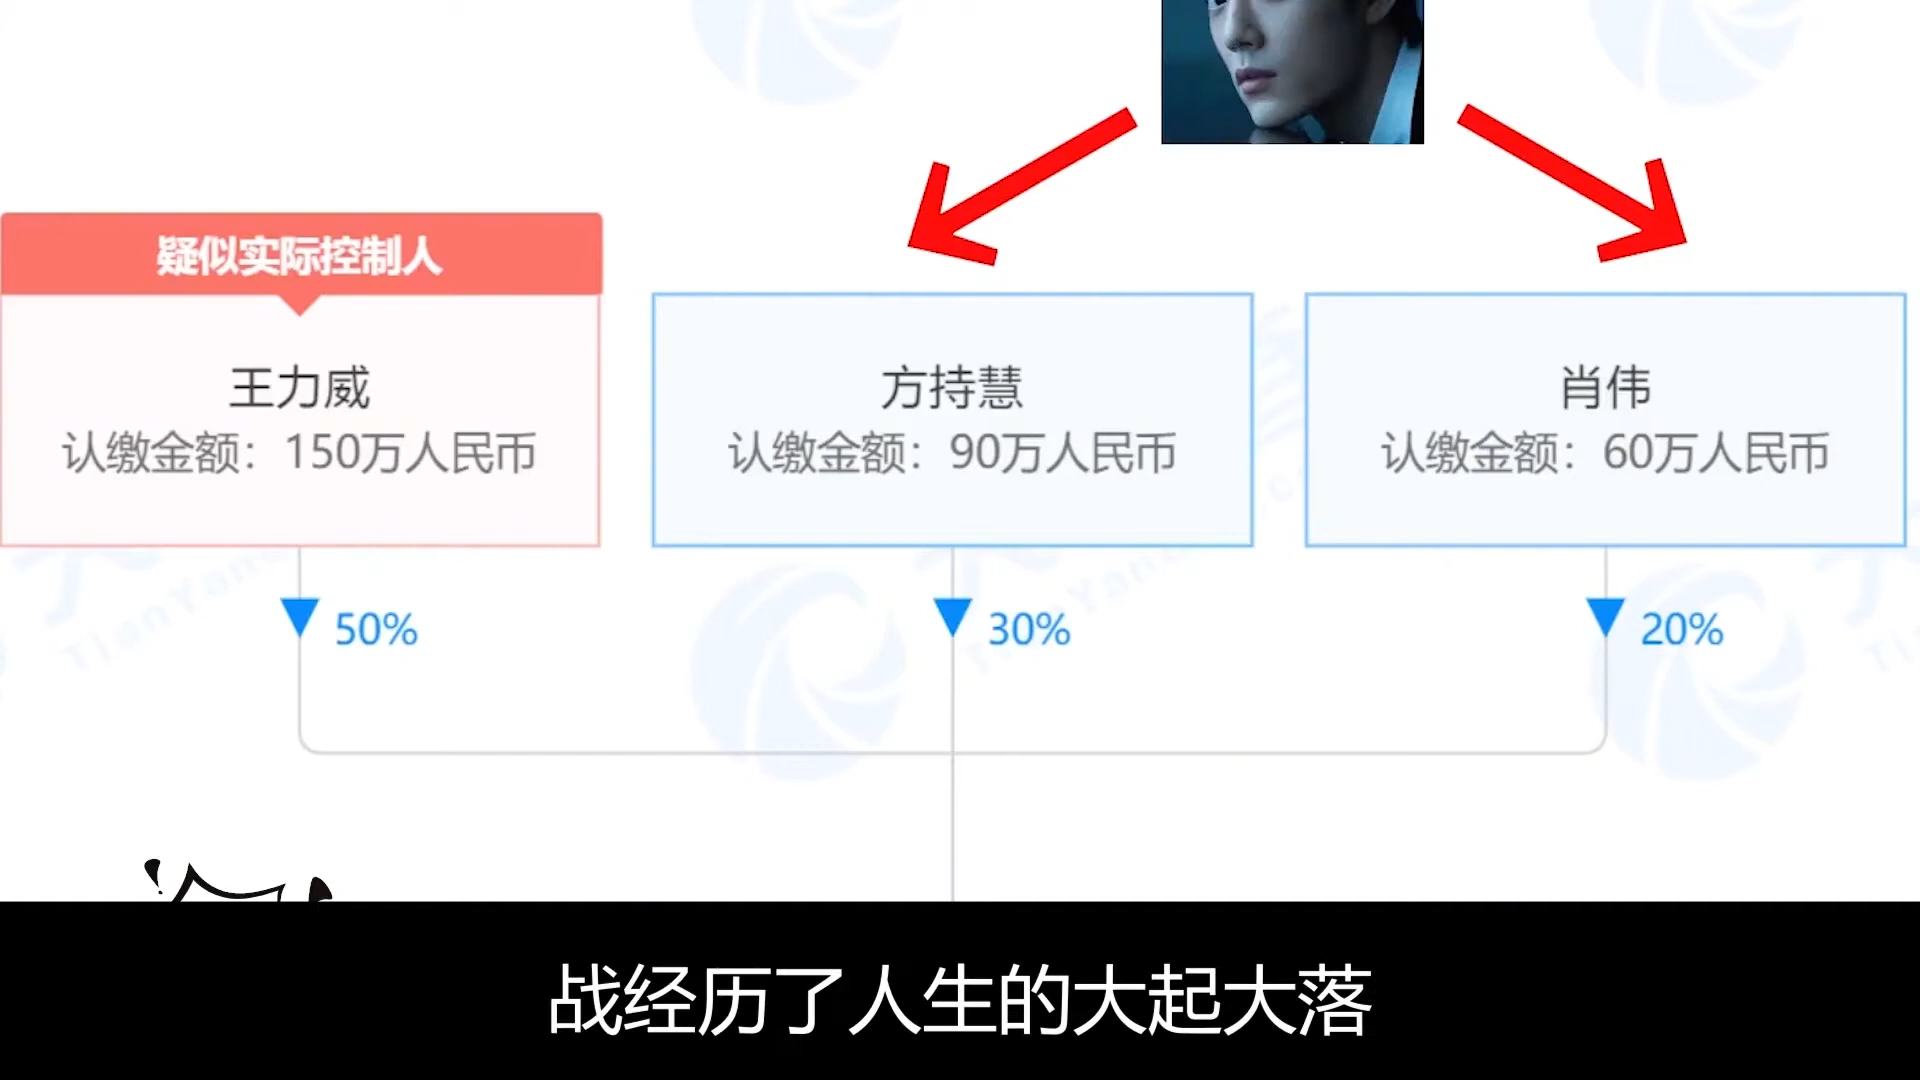 疑似实际控制人
王力威
认缴金额：150万人民币
方持慧
认缴金额：90万人民币
肖伟
认缴金额：60万人民币
50%
30%
20%
战经历了人生的大起大落